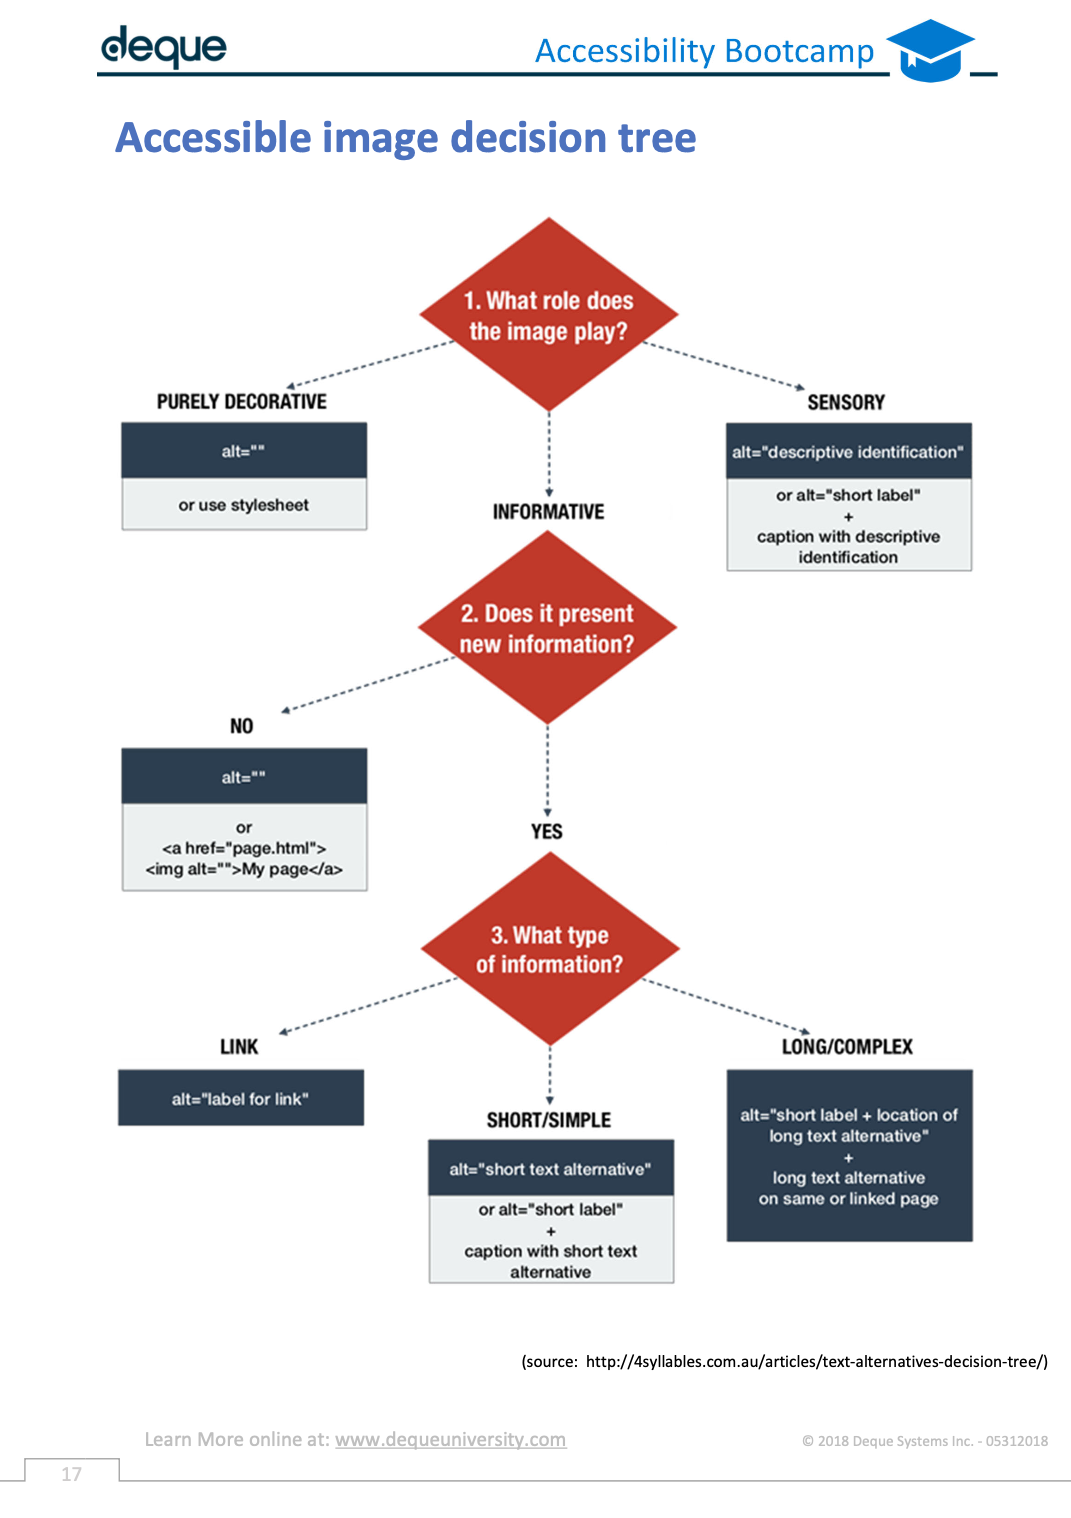 deque
Accessibility Bootcamp
Accessible image decision tree
1. What role does
the image play?
PURELY DECORATIVE
alt=""
or use stylesheet
SENSORY
alt="descriptive identification"
or alt="short label"
+
caption with descriptive
identification
INFORMATIVE
2. Does it present
new information?
NO
alt=""
or
<a href="page.html">
<img alt="">My page</a>
YES
3. What type
of information?
LINK
alt="label for link"
SHORT/SIMPLE
alt="short text alternative"
or alt="short label"
+
caption with short text
alternative
LONG/COMPLEX
alt="short label + location of
long text alternative"
+
long text alternative
on same or linked page
(source:  http://4syllables.com.au/articles/text-alternatives-decision-tree/)
Learn More online at: www.dequeuniversity.com
© 2018 Deque Systems Inc. - 05312018
17